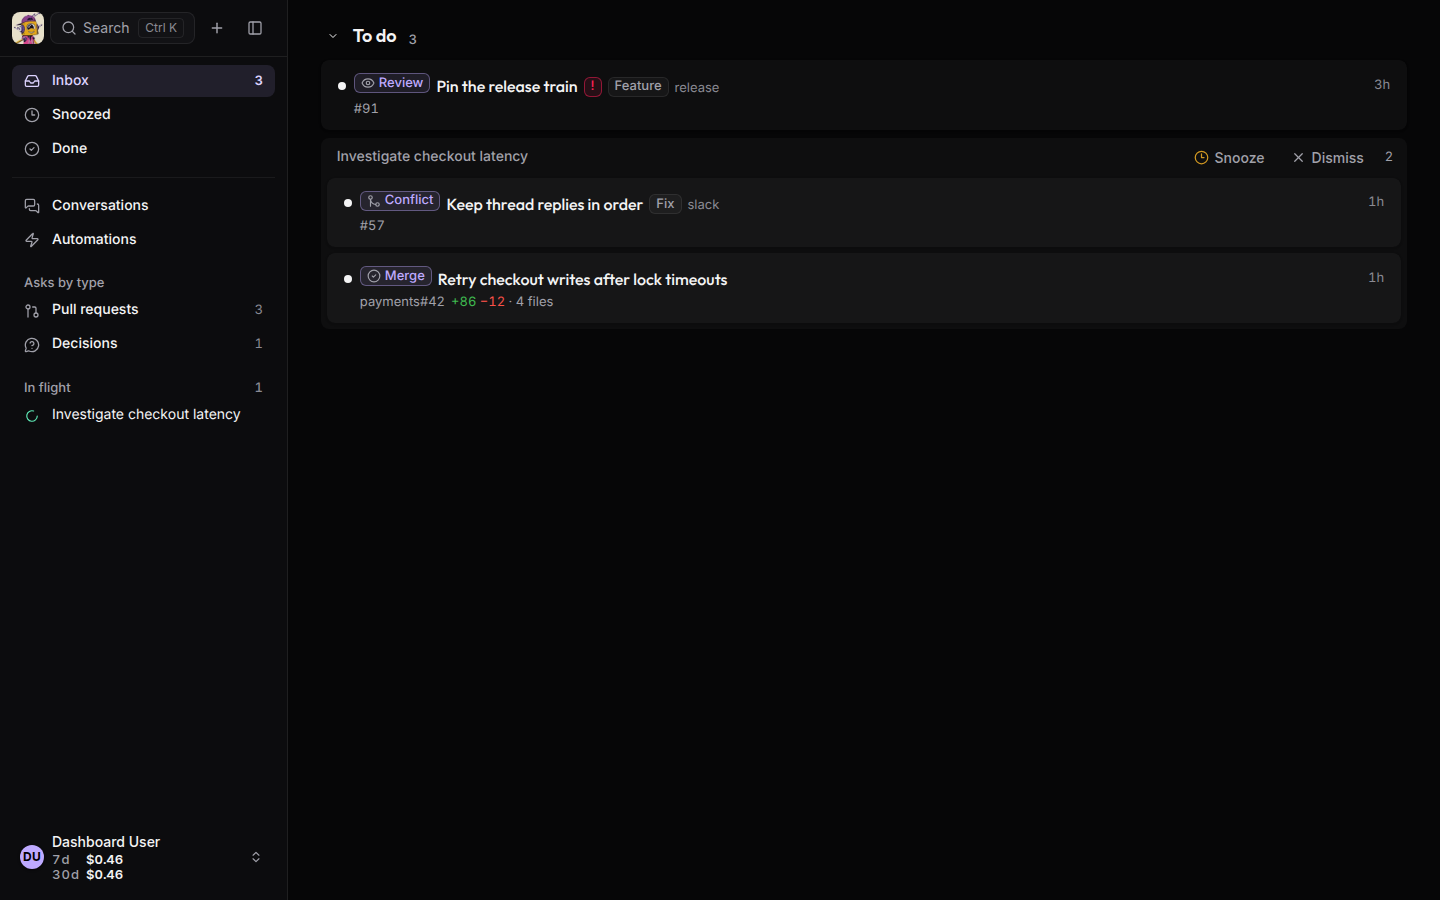 Search Ctrl K
Inbox 3
Snoozed
Done
Conversations
Automations
Asks by type
Pull requests 3
Decisions 1
In flight 1
Investigate checkout latency
Dashboard User
DU
7d $0.46
30d $0.46
To do 3
Review Pin the release train ! Feature release 3h
#91
Investigate checkout latency Snooze Dismiss 2
Conflict Keep thread replies in order Fix slack 1h
#57
Merge Retry checkout writes after lock timeouts 1h
payments#42 +86 −12 · 4 files